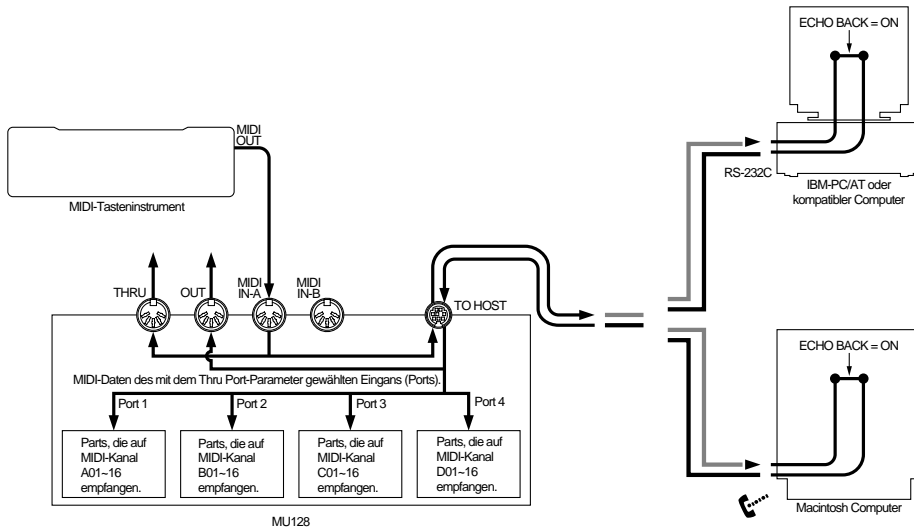 ECHO BACK = ON
MIDI
OUT
MIDI-Tasteninstrument
RS-232C
IBM-PC/AT oder
kompatibler Computer
THRU
OUT
MIDI
IN-A
MIDI
IN-B
TO HOST
MIDI-Daten des mit dem Thru Port-Parameter gewählten Eingangs (Ports).
Port 1
Port 2
Port 3
Port 4
Parts, die auf
MIDI-Kanal
A01~16
empfangen.
Parts, die auf
MIDI-Kanal
B01~16
empfangen.
Parts, die auf
MIDI-Kanal
C01~16
empfangen.
Parts, die auf
MIDI-Kanal
D01~16
empfangen.
MU128
ECHO BACK = ON
Macintosh Computer